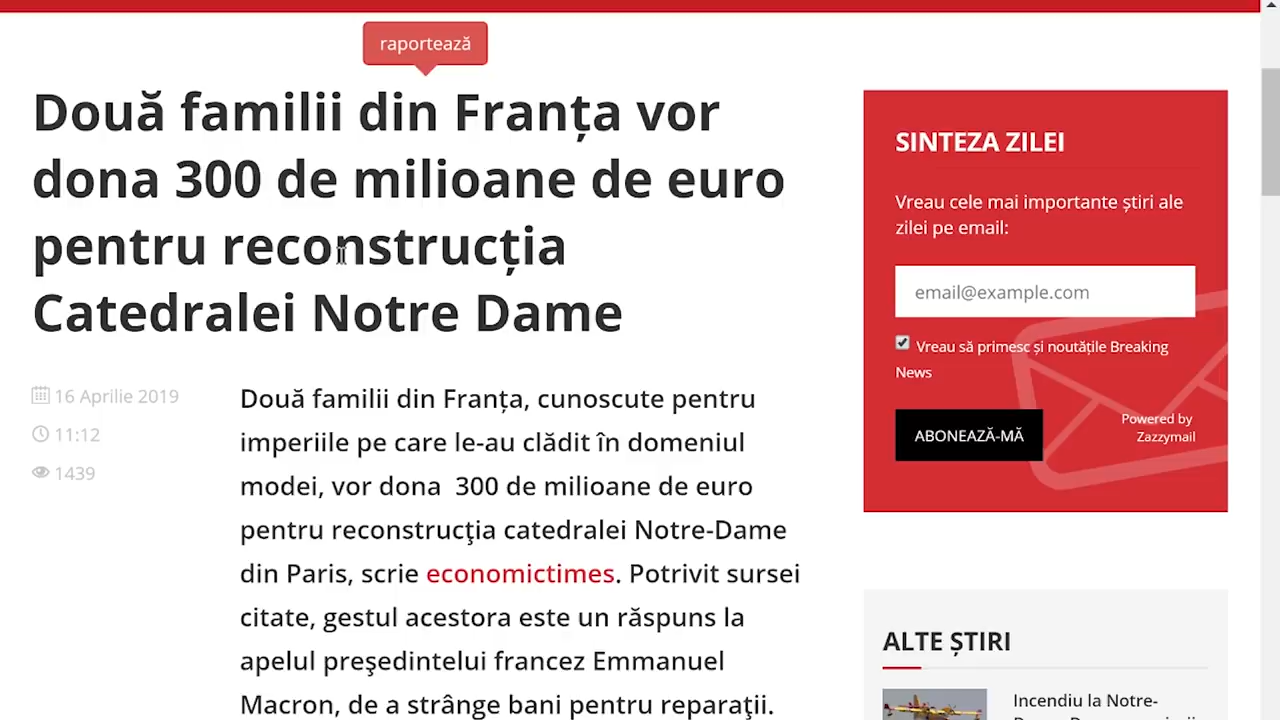 raportează
Două familii din Franța vor
dona 300 de milioane de euro
pentru reconstrucția
Catedralei Notre Dame
16 Aprilie 2019
11:12
1439
Două familii din Franța, cunoscute pentru
imperiile pe care le-au clădit în domeniul
modei, vor dona  300 de milioane de euro
pentru reconstrucţia catedralei Notre-Dame
din Paris, scrie economictimes. Potrivit sursei
citate, gestul acestora este un răspuns la
apelul preşedintelui francez Emmanuel
Macron, de a strânge bani pentru reparaţii.
SINTEZA ZILEI
Vreau cele mai importante știri ale
zilei pe email:
email@example.com
Vreau să primesc și noutățile Breaking
News
ABONEAZĂ-MĂ
Powered by
Zazzymail
ALTE ȘTIRI
Incendiu la Notre-